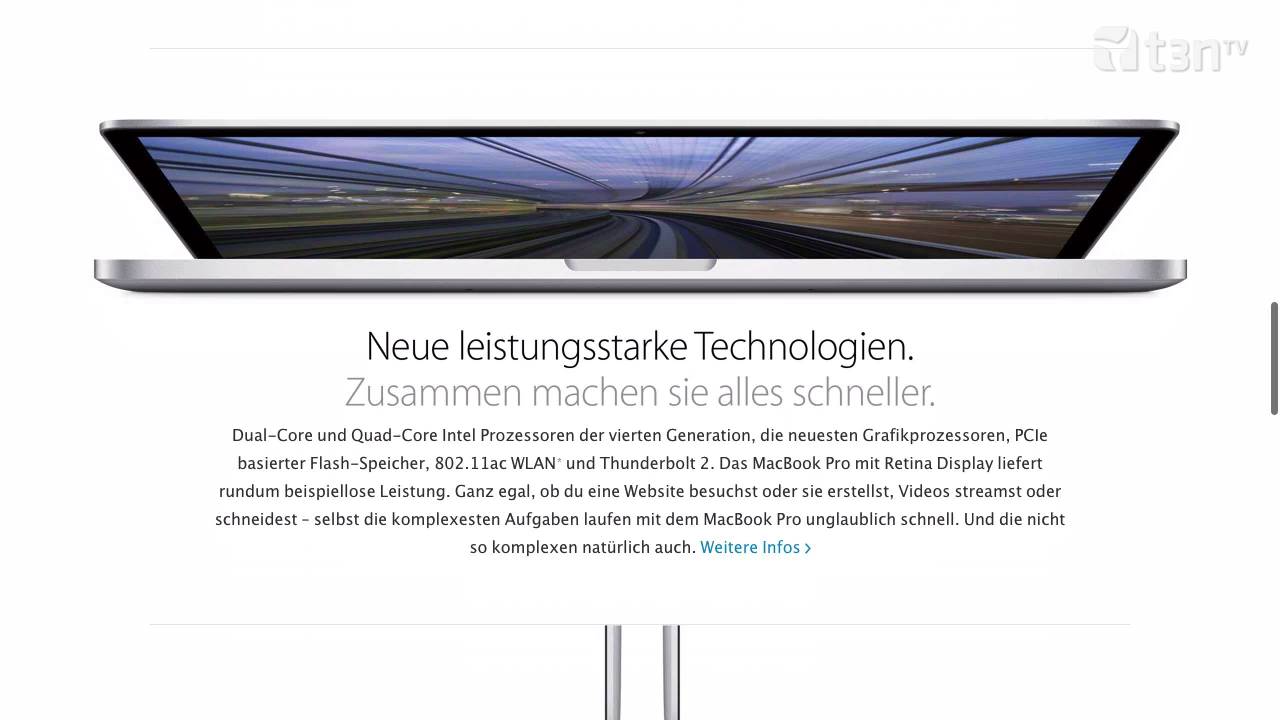 t3n TV
Neue leistungsstarke Technologien.
Zusammen machen sie alles schneller.
Dual-Core und Quad-Core Intel Prozessoren der vierten Generation, die neuesten Grafikprozessoren, PCIe
basierter Flash-Speicher, 802.11ac WLAN* und Thunderbolt 2. Das MacBook Pro mit Retina Display liefert
rundum beispiellose Leistung. Ganz egal, ob du eine Website besuchst oder sie erstellst, Videos streamst oder
schneidest – selbst die komplexesten Aufgaben laufen mit dem MacBook Pro unglaublich schnell. Und die nicht
so komplexen natürlich auch. Weitere Infos >